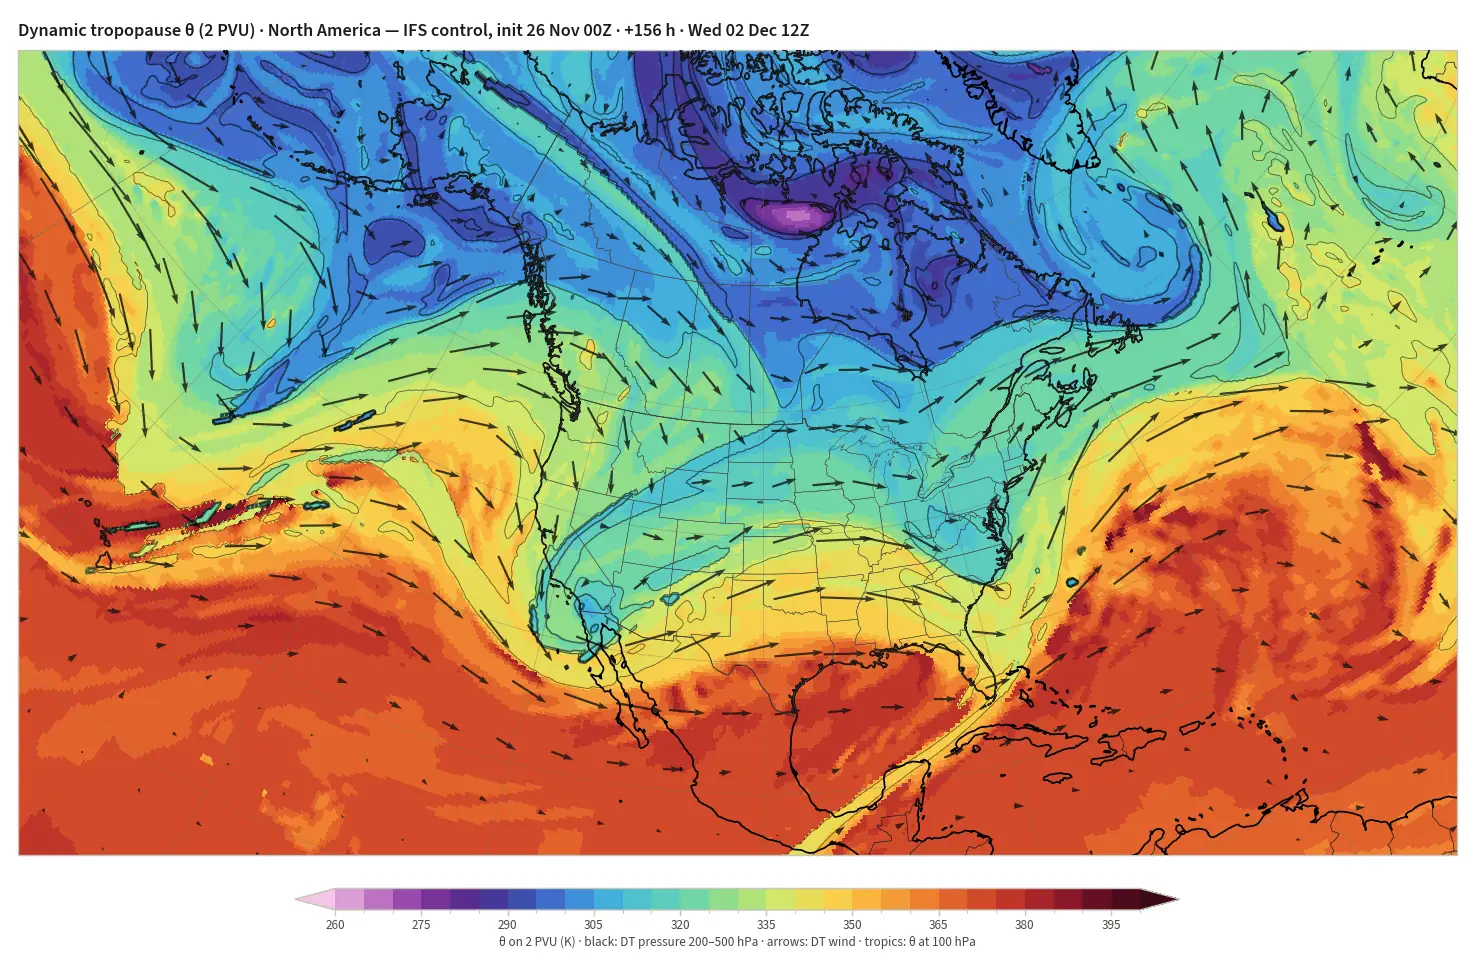 Dynamic tropopause θ (2 PVU) · North America — IFS control, init 26 Nov 00Z · +156 h · Wed 02 Dec 12Z
260 275 290 305 320 335 350 365 380 395
θ on 2 PVU (K) · black: DT pressure 200–500 hPa · arrows: DT wind · tropics: θ at 100 hPa